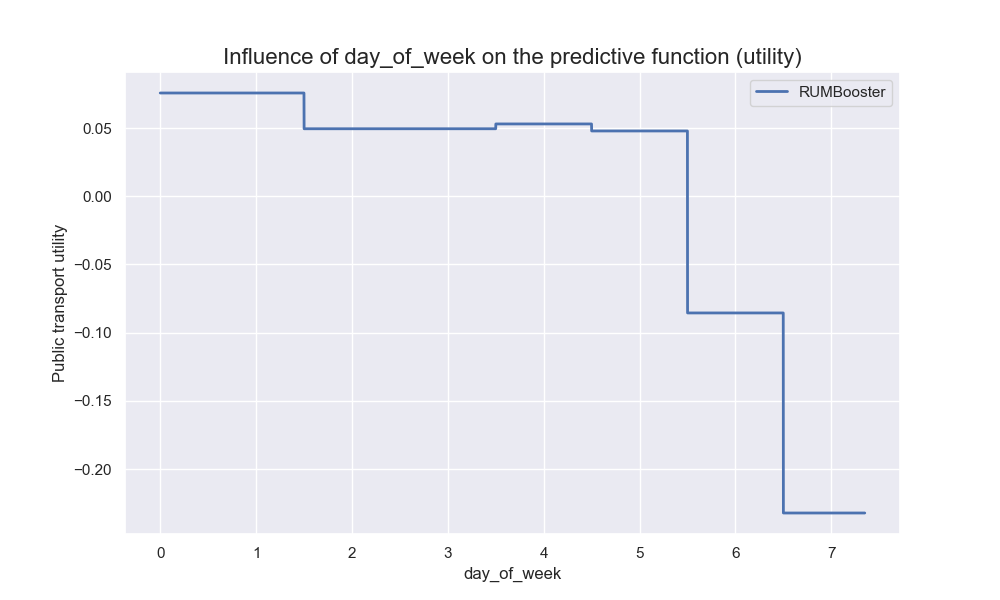 Influence of day_of_week on the predictive function (utility)
RUMBooster
Public transport utility
0.05
0.00
−0.05
−0.10
−0.15
−0.20
0 1 2 3 4 5 6 7
day_of_week